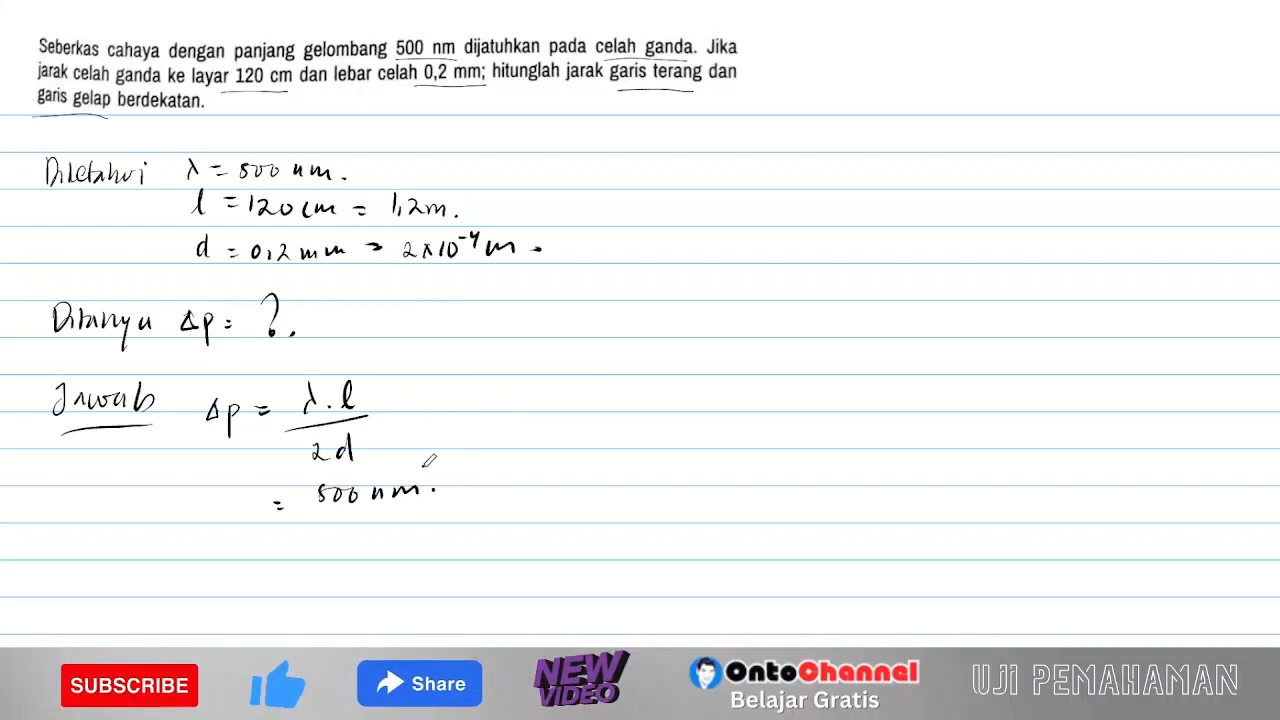 Seberkas cahaya dengan panjang gelombang 500 nm dijatuhkan pada celah ganda. Jika
jarak celah ganda ke layar 120 cm dan lebar celah 0,2 mm; hitunglah jarak garis terang dan
garis gelap berdekatan.
Diketahui λ = 500 nm.
l = 120 cm = 1,2 m.
d = 0,2 mm → 2×10⁻⁴ m.
Ditanya Δp = ?.
Jawab Δp = λ . l
2d
= 500 nm .
SUBSCRIBE
Share
NEW
VIDEO
OntoChannel
Belajar Gratis
UJI PEMAHAMAN